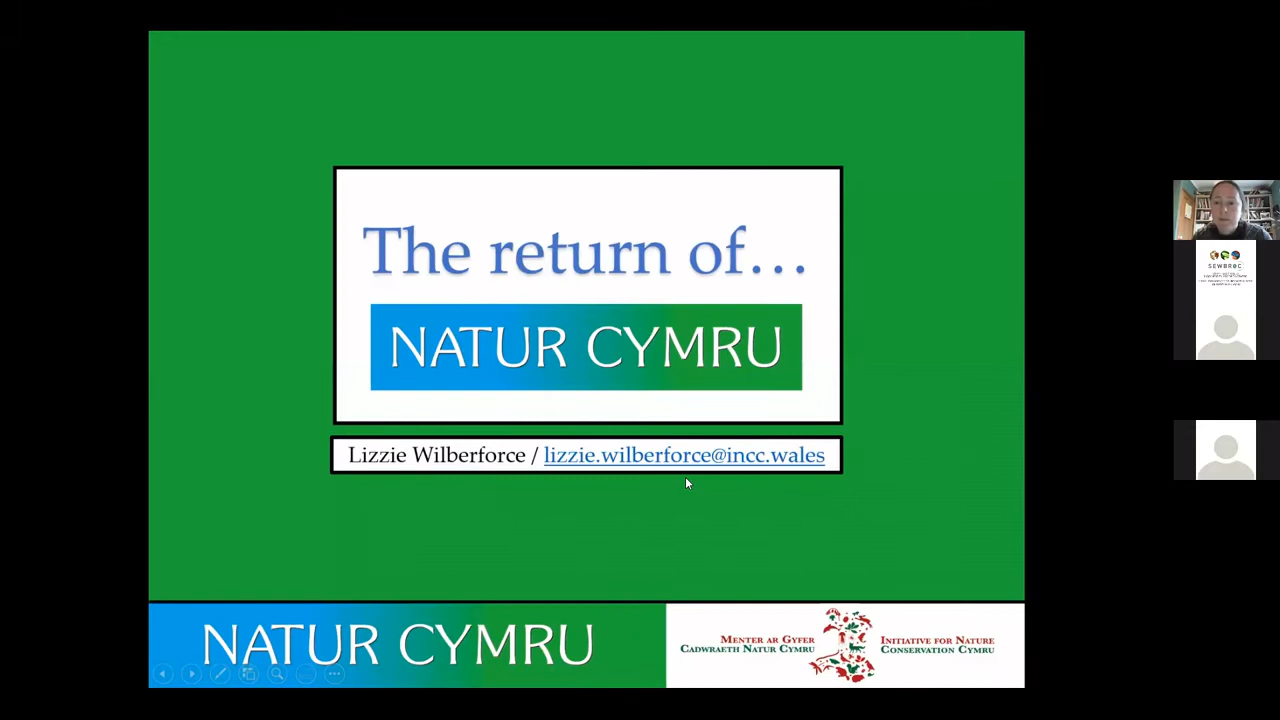 The return of…
NATUR CYMRU
Lizzie Wilberforce / lizzie.wilberforce@incc.wales
NATUR CYMRU
MENTER AR GYFER
CADWRAETH NATUR CYMRU
INITIATIVE FOR NATURE
CONSERVATION CYMRU
SEWBReC